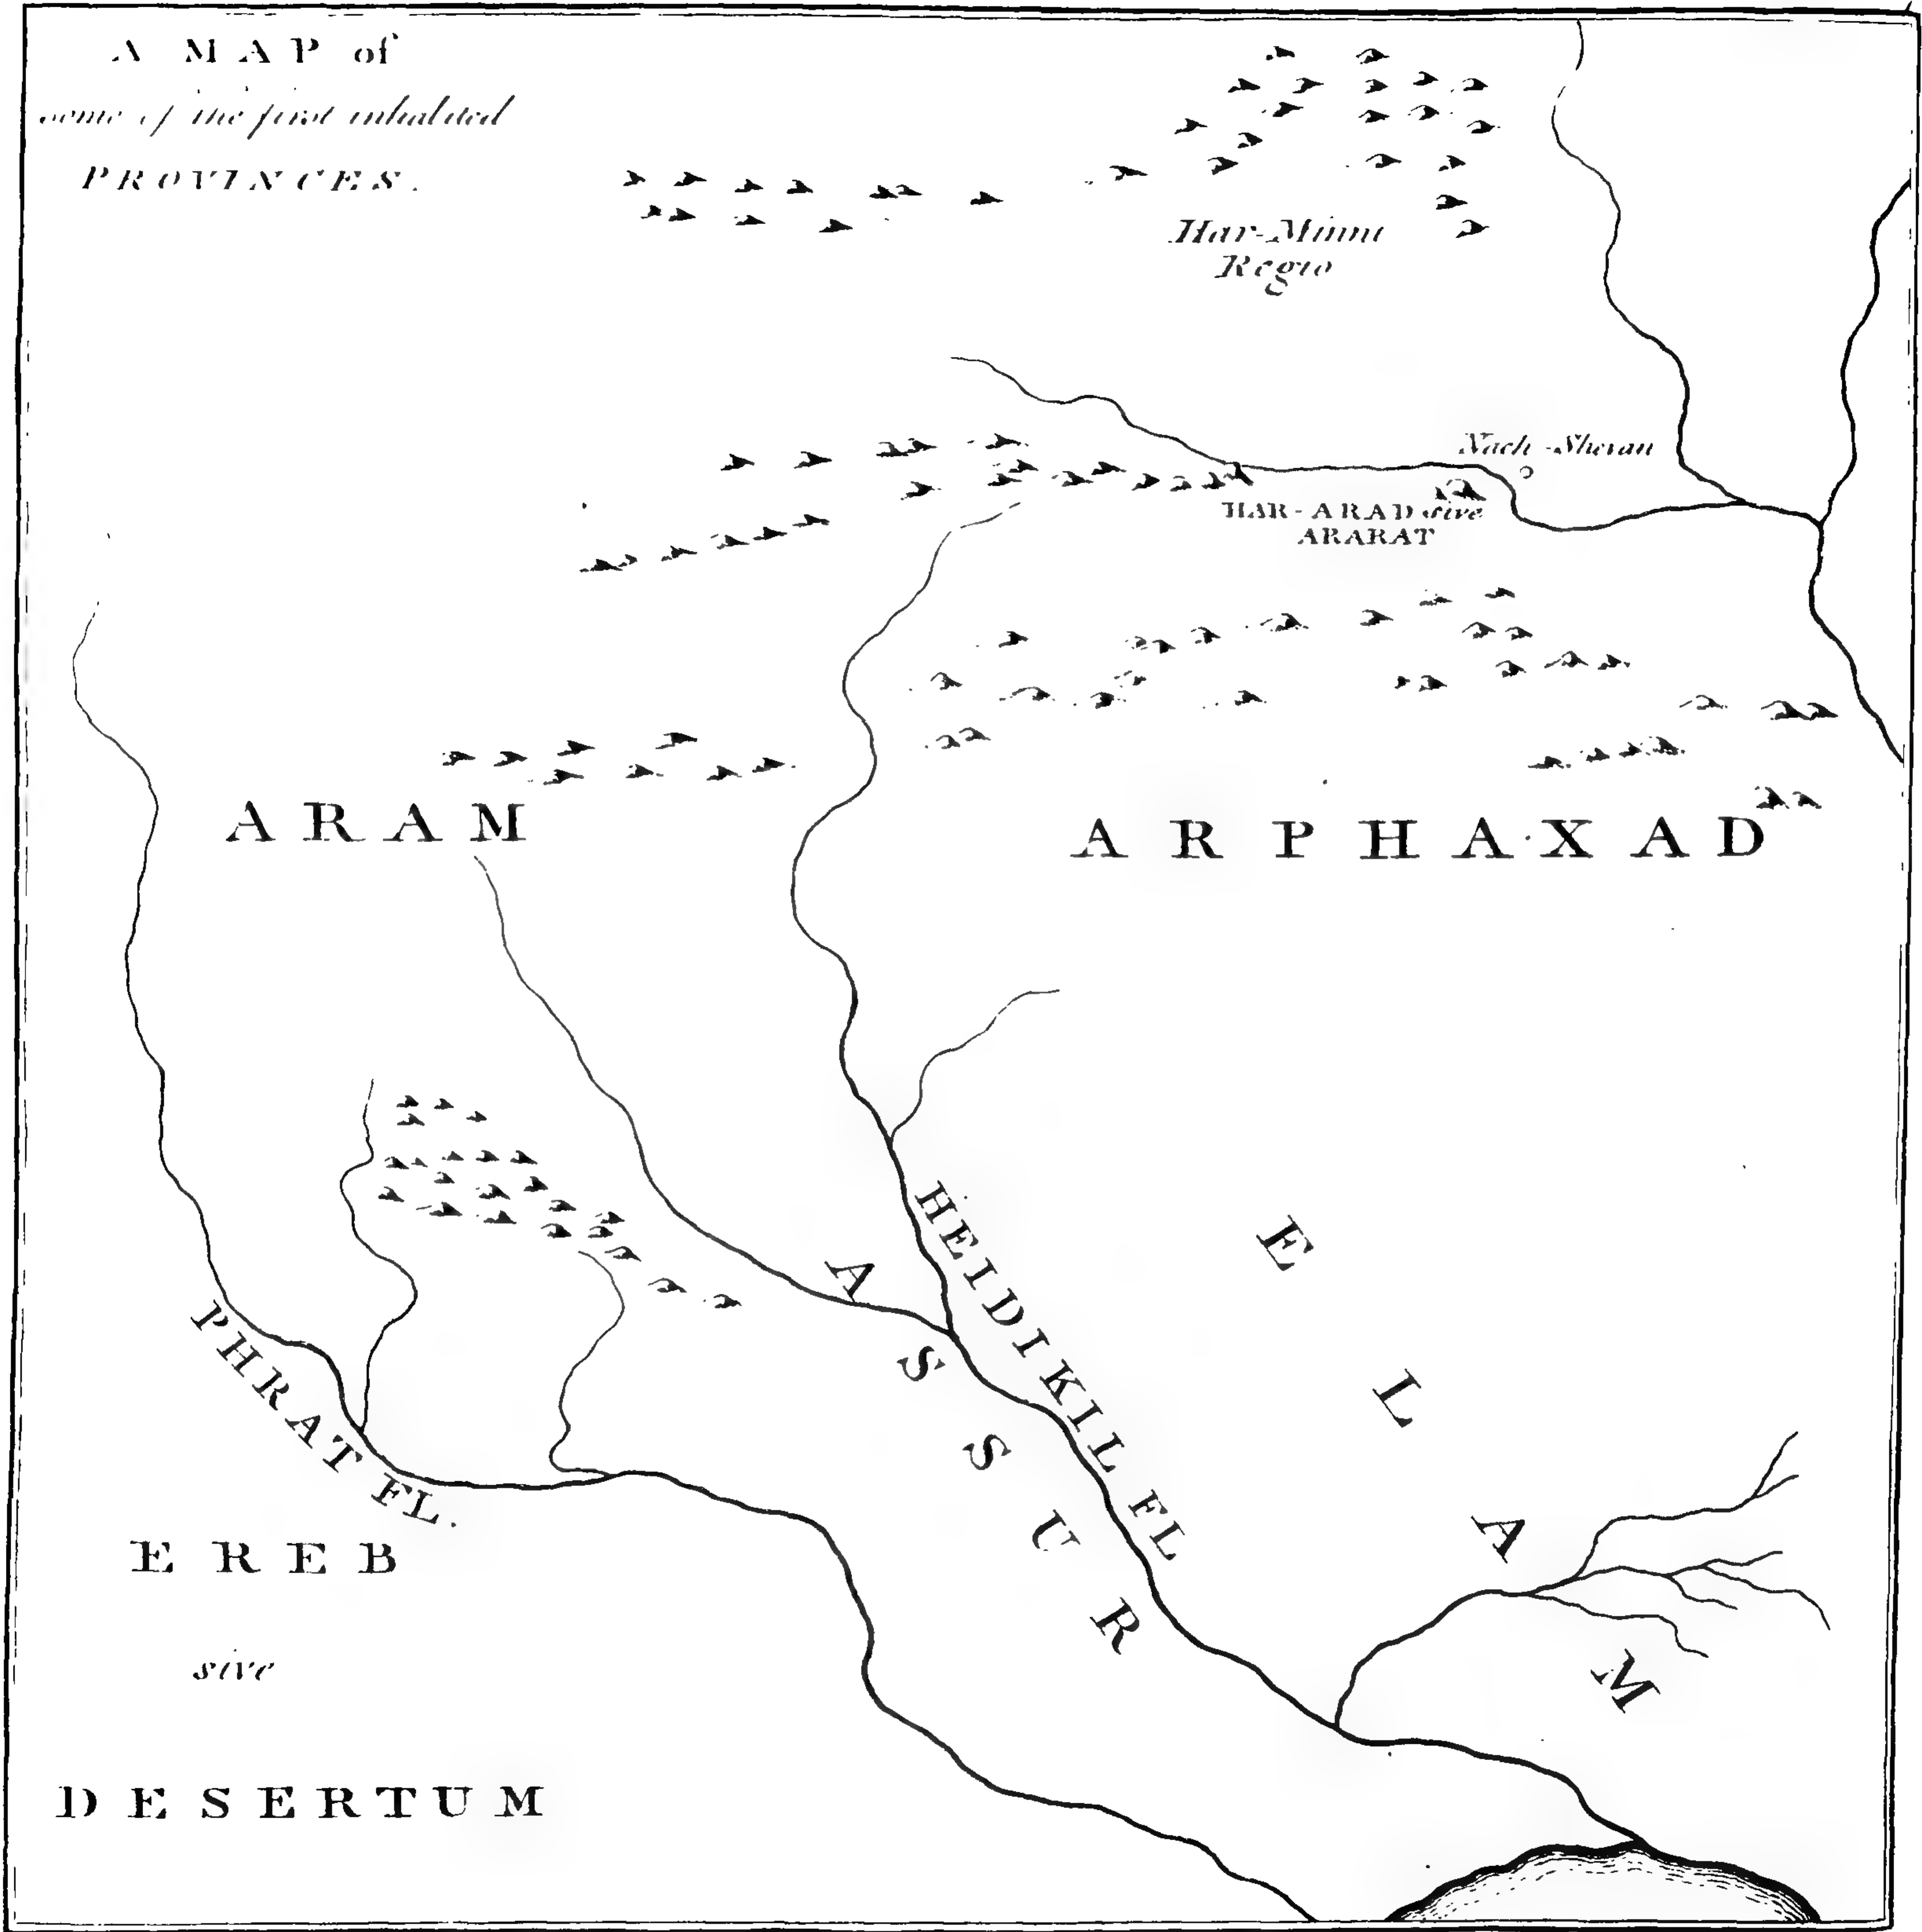 A MAP of
some of the first inhabited
PROVINCES.
Har-Minni
Regio
Nach-Shevan
HAR-ARAD sive
ARARAT
ARAM
ARPHAXAD
HEIDIKIL FL
ASSUR
ELAM
PHRAT FL.
EREB
sive
DESERTUM